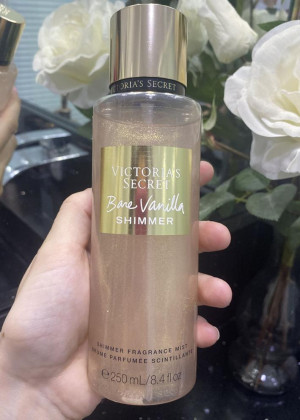 VICTORIA'S SECRET
VICTORIA'S
SECRET
Bare Vanilla
SHIMMER
SHIMMER FRAGRANCE MIST
BRUME PARFUMÉE SCINTILLANTE
e 250 mL/8.4 fl oz